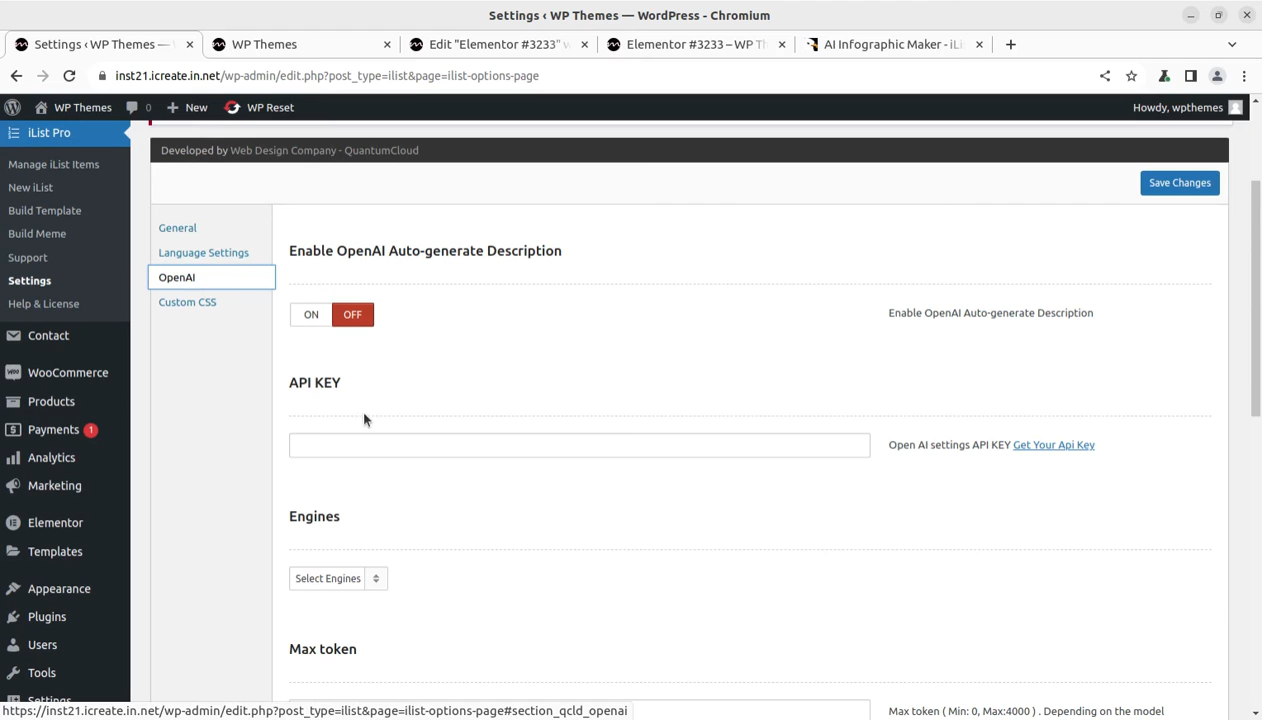 Settings ‹ WP Themes — WordPress - Chromium
Settings ‹ WP Themes —
WP Themes
Edit "Elementor #3233"
Elementor #3233 – WP
AI Infographic Maker - iLi
inst21.icreate.in.net/wp-admin/edit.php?post_type=ilist&page=ilist-options-page
WP Themes
0
New
WP Reset
Howdy, wpthemes
iList Pro
Manage iList Items
New iList
Build Template
Build Meme
Support
Settings
Help & License
Contact
WooCommerce
Products
Payments 1
Analytics
Marketing
Elementor
Templates
Appearance
Plugins
Users
Tools
Settings
Developed by Web Design Company - QuantumCloud
Save Changes
General
Language Settings
OpenAI
Custom CSS
Enable OpenAI Auto-generate Description
ON OFF
Enable OpenAI Auto-generate Description
API KEY
Open AI settings API KEY Get Your Api Key
Engines
Select Engines
Max token
Max token ( Min: 0, Max:4000 ) . Depending on the model
https://inst21.icreate.in.net/wp-admin/edit.php?post_type=ilist&page=ilist-options-page#section_qcld_openai